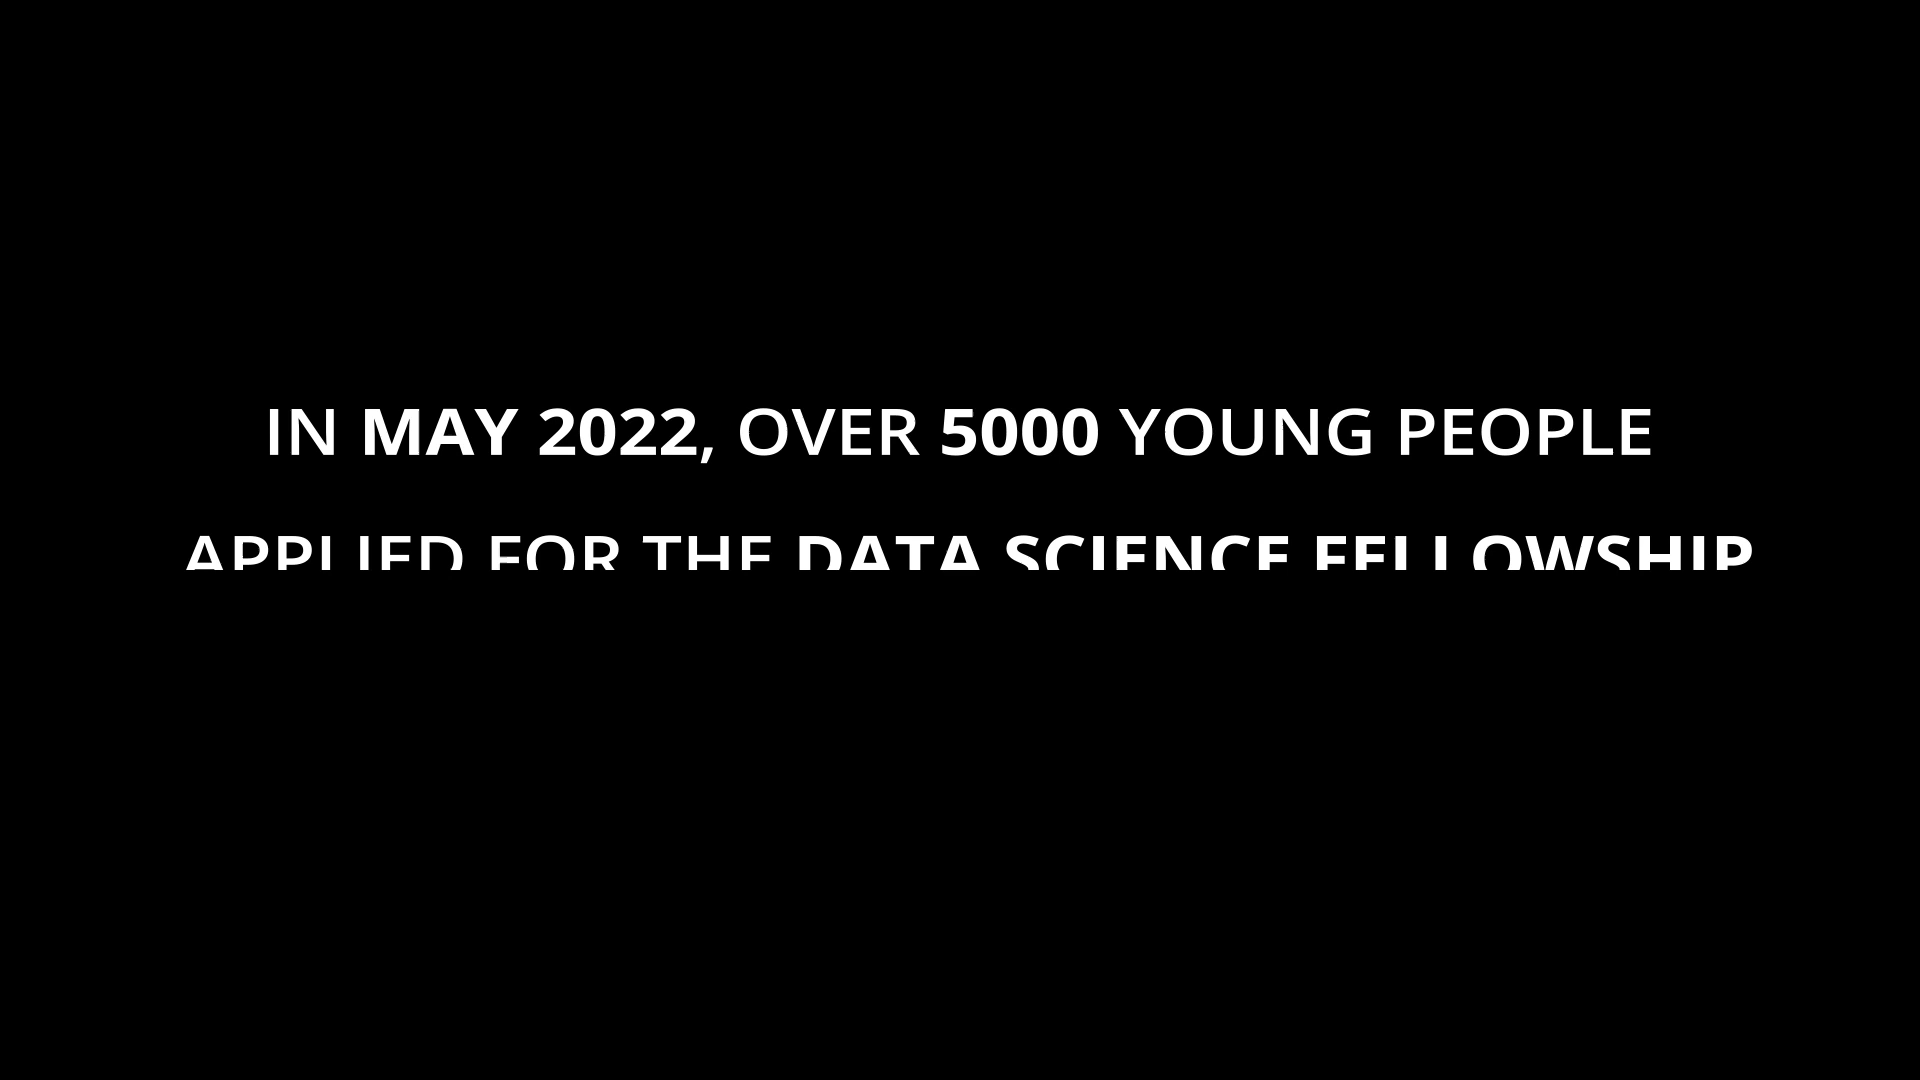 IN MAY 2022, OVER 5000 YOUNG PEOPLE
APPLIED FOR THE DATA SCIENCE FELLOWSHIP